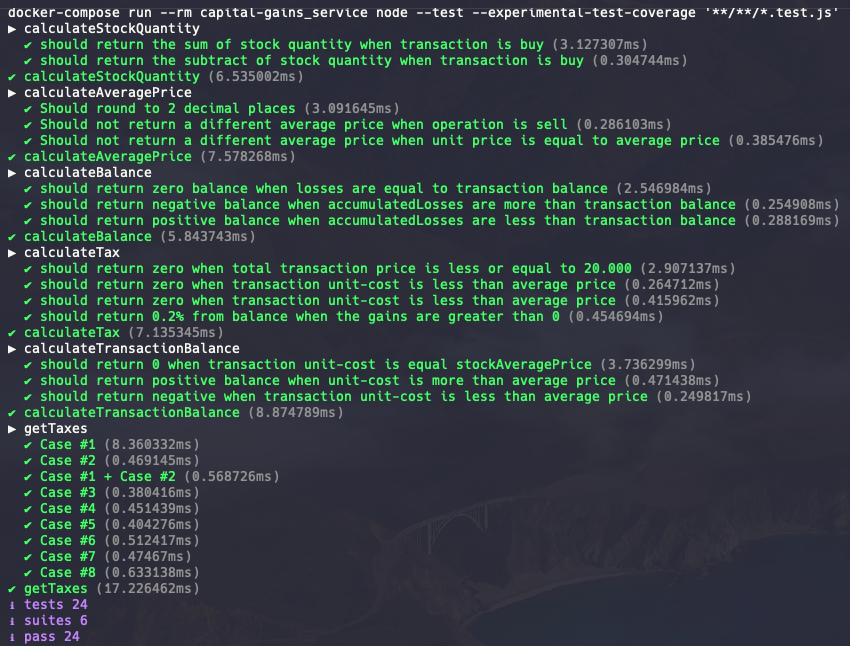 docker-compose run --rm capital-gains_service node --test --experimental-test-coverage '**/**/*.test.js'
▶ calculateStockQuantity
✔ should return the sum of stock quantity when transaction is buy (3.127307ms)
✔ should return the subtract of stock quantity when transaction is buy (0.304744ms)
✔ calculateStockQuantity (6.535002ms)
▶ calculateAveragePrice
✔ Should round to 2 decimal places (3.091645ms)
✔ Should not return a different average price when operation is sell (0.286103ms)
✔ Should not return a different average price when unit price is equal to average price (0.385476ms)
✔ calculateAveragePrice (7.578268ms)
▶ calculateBalance
✔ should return zero balance when losses are equal to transaction balance (2.546984ms)
✔ should return negative balance when accumulatedLosses are more than transaction balance (0.254908ms)
✔ should return positive balance when accumulatedLosses are less than transaction balance (0.288169ms)
✔ calculateBalance (5.843743ms)
▶ calculateTax
✔ should return zero when total transaction price is less or equal to 20.000 (2.907137ms)
✔ should return zero when transaction unit-cost is less than average price (0.264712ms)
✔ should return zero when transaction unit-cost is less than average price (0.415962ms)
✔ should return 0.2% from balance when the gains are greater than 0 (0.454694ms)
✔ calculateTax (7.135345ms)
▶ calculateTransactionBalance
✔ should return 0 when transaction unit-cost is equal stockAveragePrice (3.736299ms)
✔ should return positive balance when unit-cost is more than average price (0.471438ms)
✔ should return negative when transaction unit-cost is less than average price (0.249817ms)
✔ calculateTransactionBalance (8.874789ms)
▶ getTaxes
✔ Case #1 (8.360332ms)
✔ Case #2 (0.469145ms)
✔ Case #1 + Case #2 (0.568726ms)
✔ Case #3 (0.380416ms)
✔ Case #4 (0.451439ms)
✔ Case #5 (0.404276ms)
✔ Case #6 (0.512417ms)
✔ Case #7 (0.47467ms)
✔ Case #8 (0.633138ms)
✔ getTaxes (17.226462ms)
ℹ tests 24
ℹ suites 6
ℹ pass 24